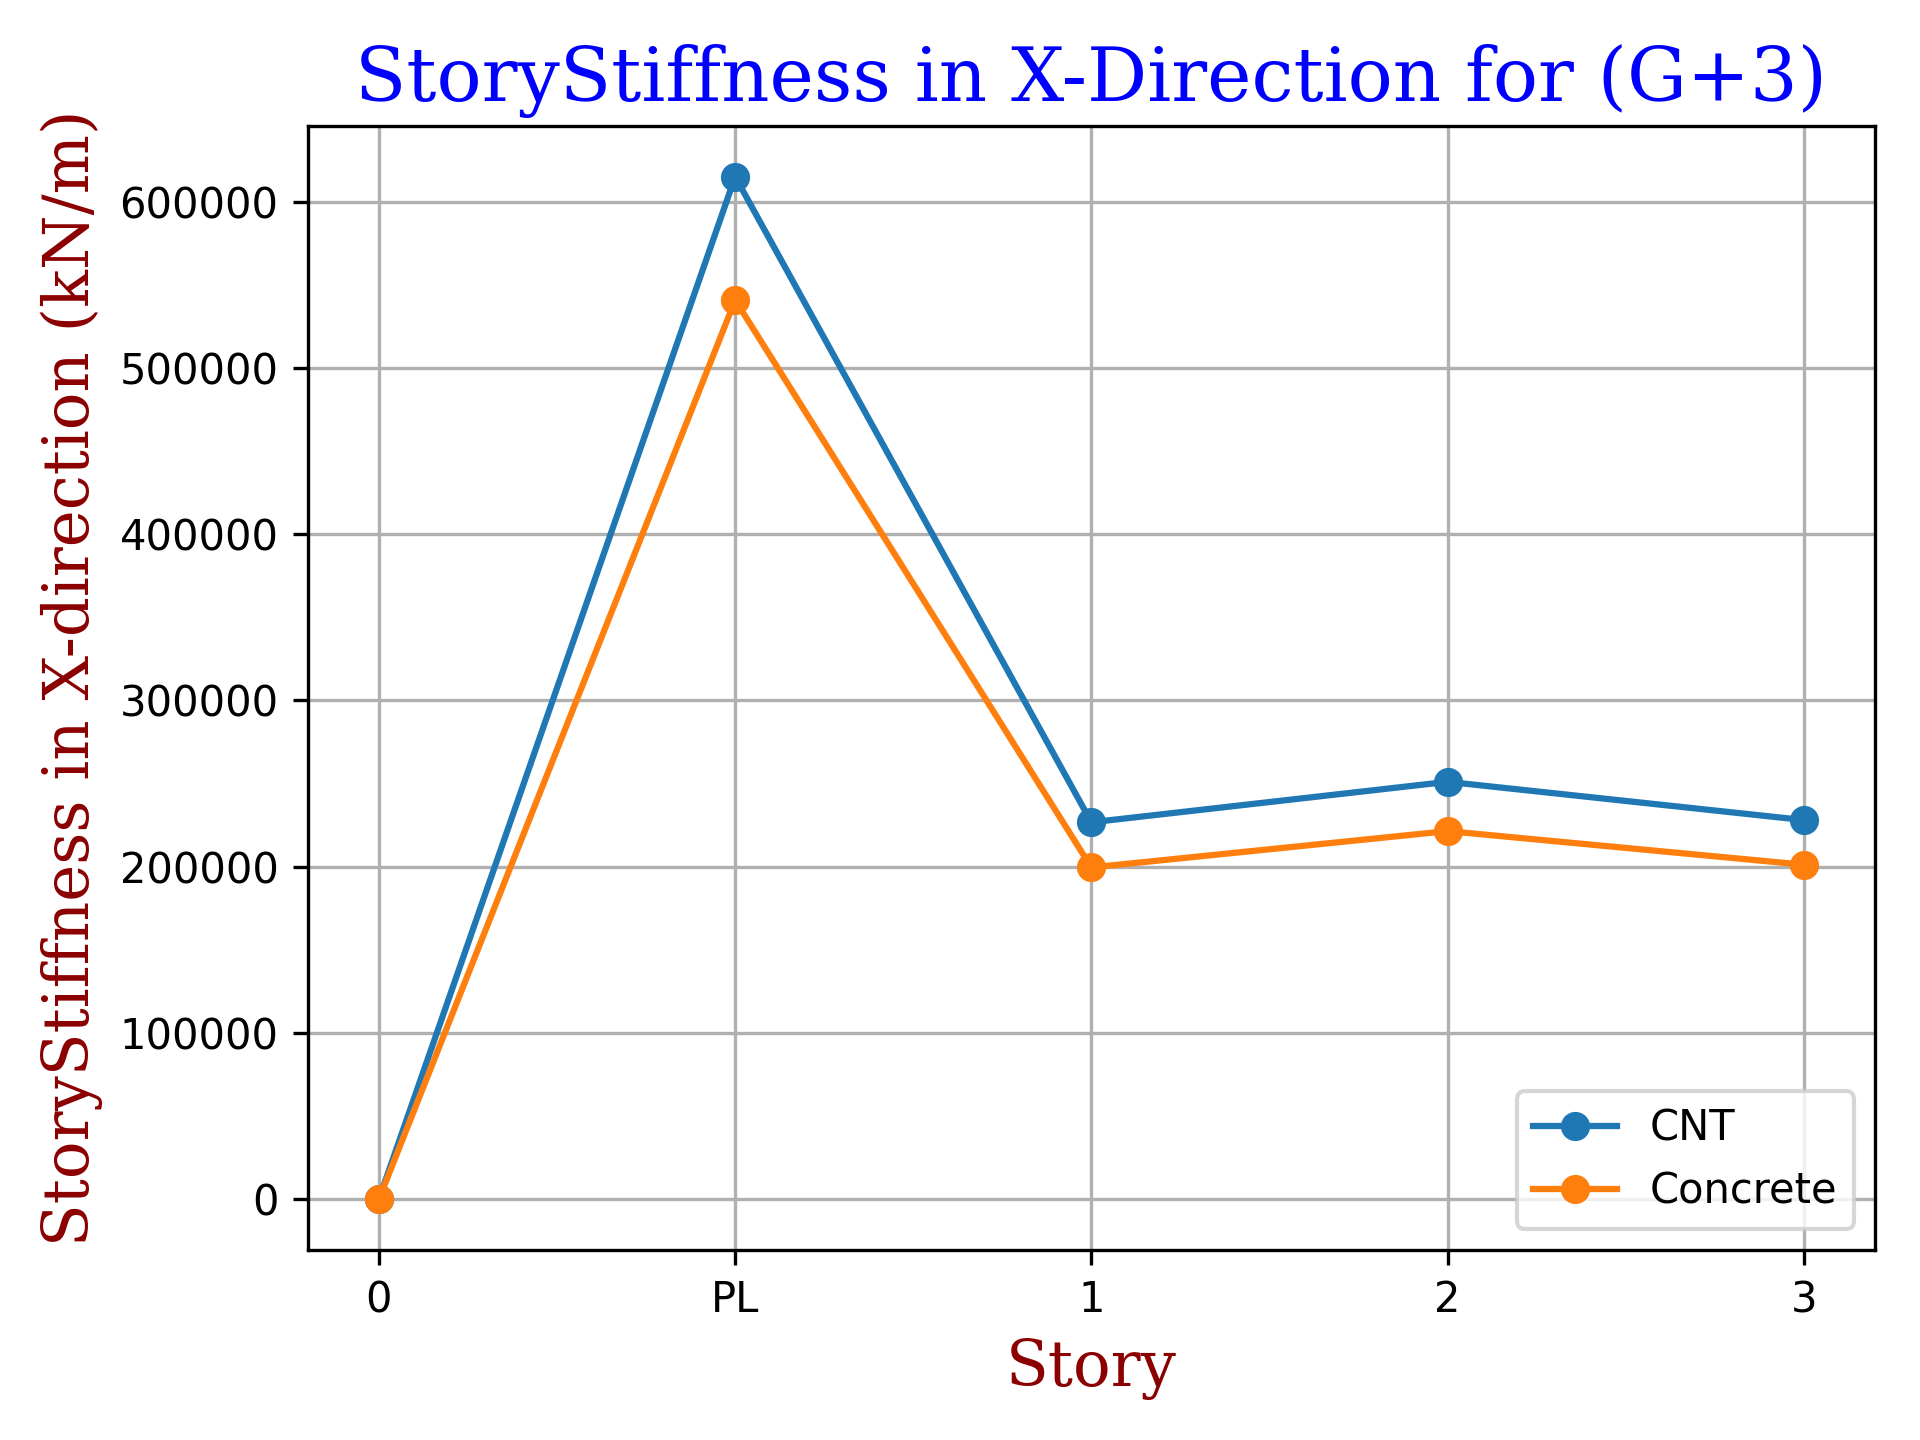 StoryStiffness in X-Direction for (G+3)
StoryStiffness in X-direction (kN/m)
600000
500000
400000
300000
200000
100000
0
0 PL 1 2 3
Story
CNT
Concrete